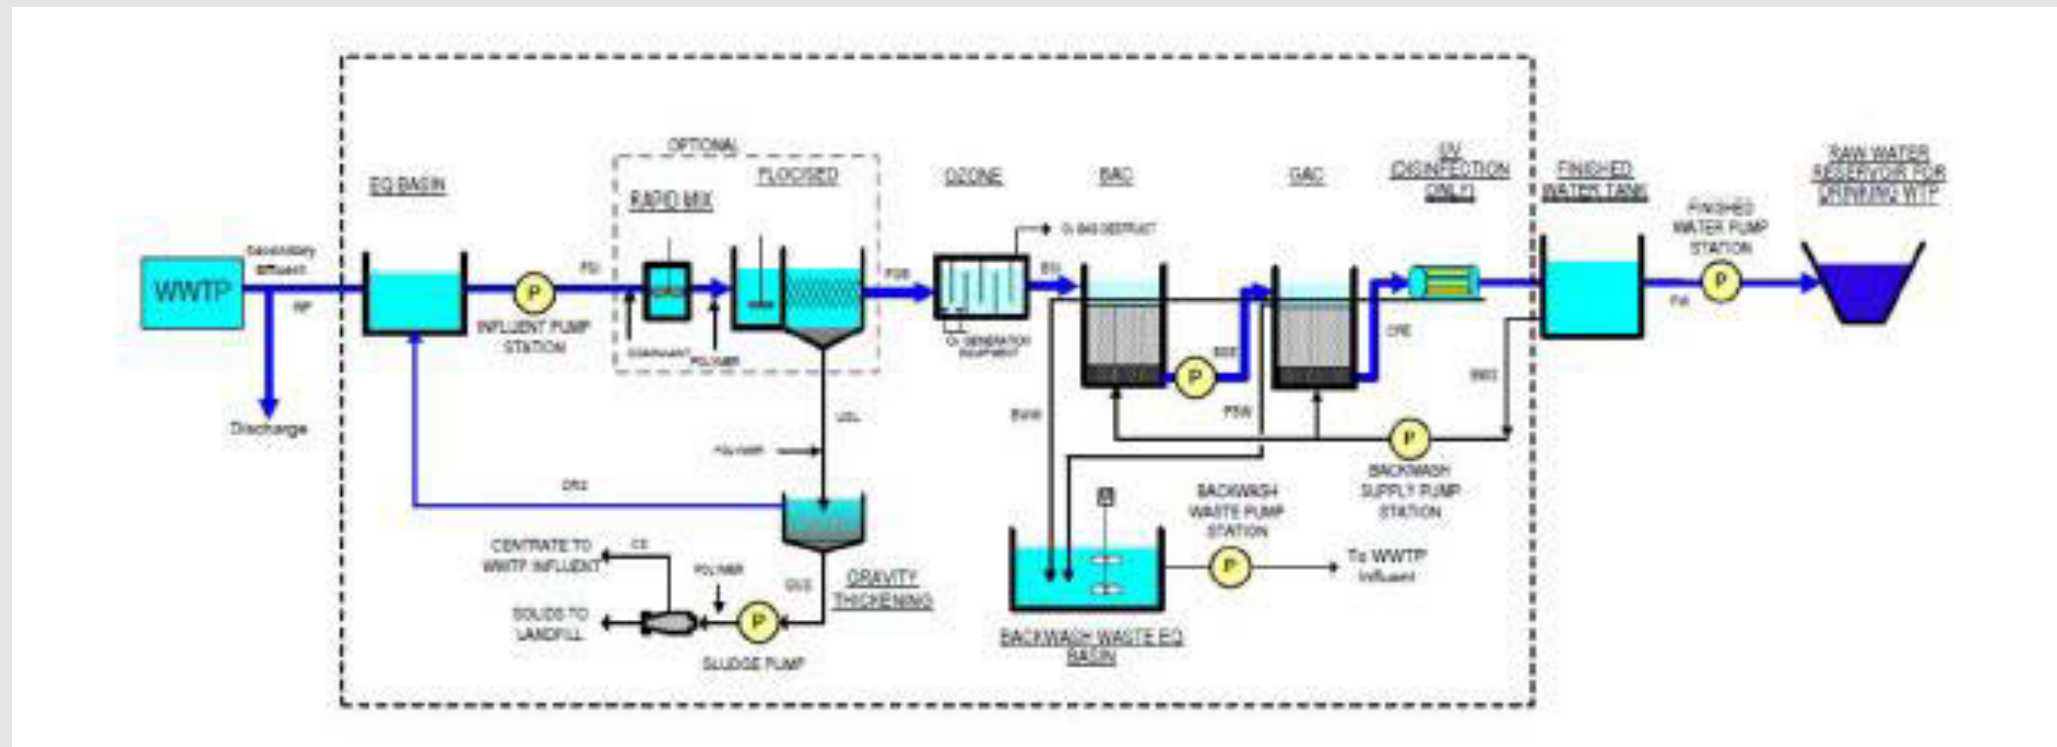 OPTIONAL
EQ BASIN
RAPID MIX
FLOC/SED
OZONE
BAC
GAC
UV
(DISINFECTION
ONLY)
FINISHED
WATER TANK
RAW WATER
RESERVOIR FOR
DRINKING WTP
FINISHED
WATER PUMP
STATION
Secondary
Effluent
WWTP
P
INFLUENT PUMP
STATION
POLYMER
GENERATION
EQUIPMENT
P
P
Discharge
P
BACKWASH
SUPPLY PUMP
STATION
POLYMER
BACKWASH
WASTE PUMP
STATION
M
P
To WWTP
Influent
CENTRATE TO
WWTP INFLUENT
POLYMER
GRAVITY
THICKENING
SOLIDS TO
LANDFILL
P
SLUDGE PUMP
BACKWASH WASTE EQ
BASIN